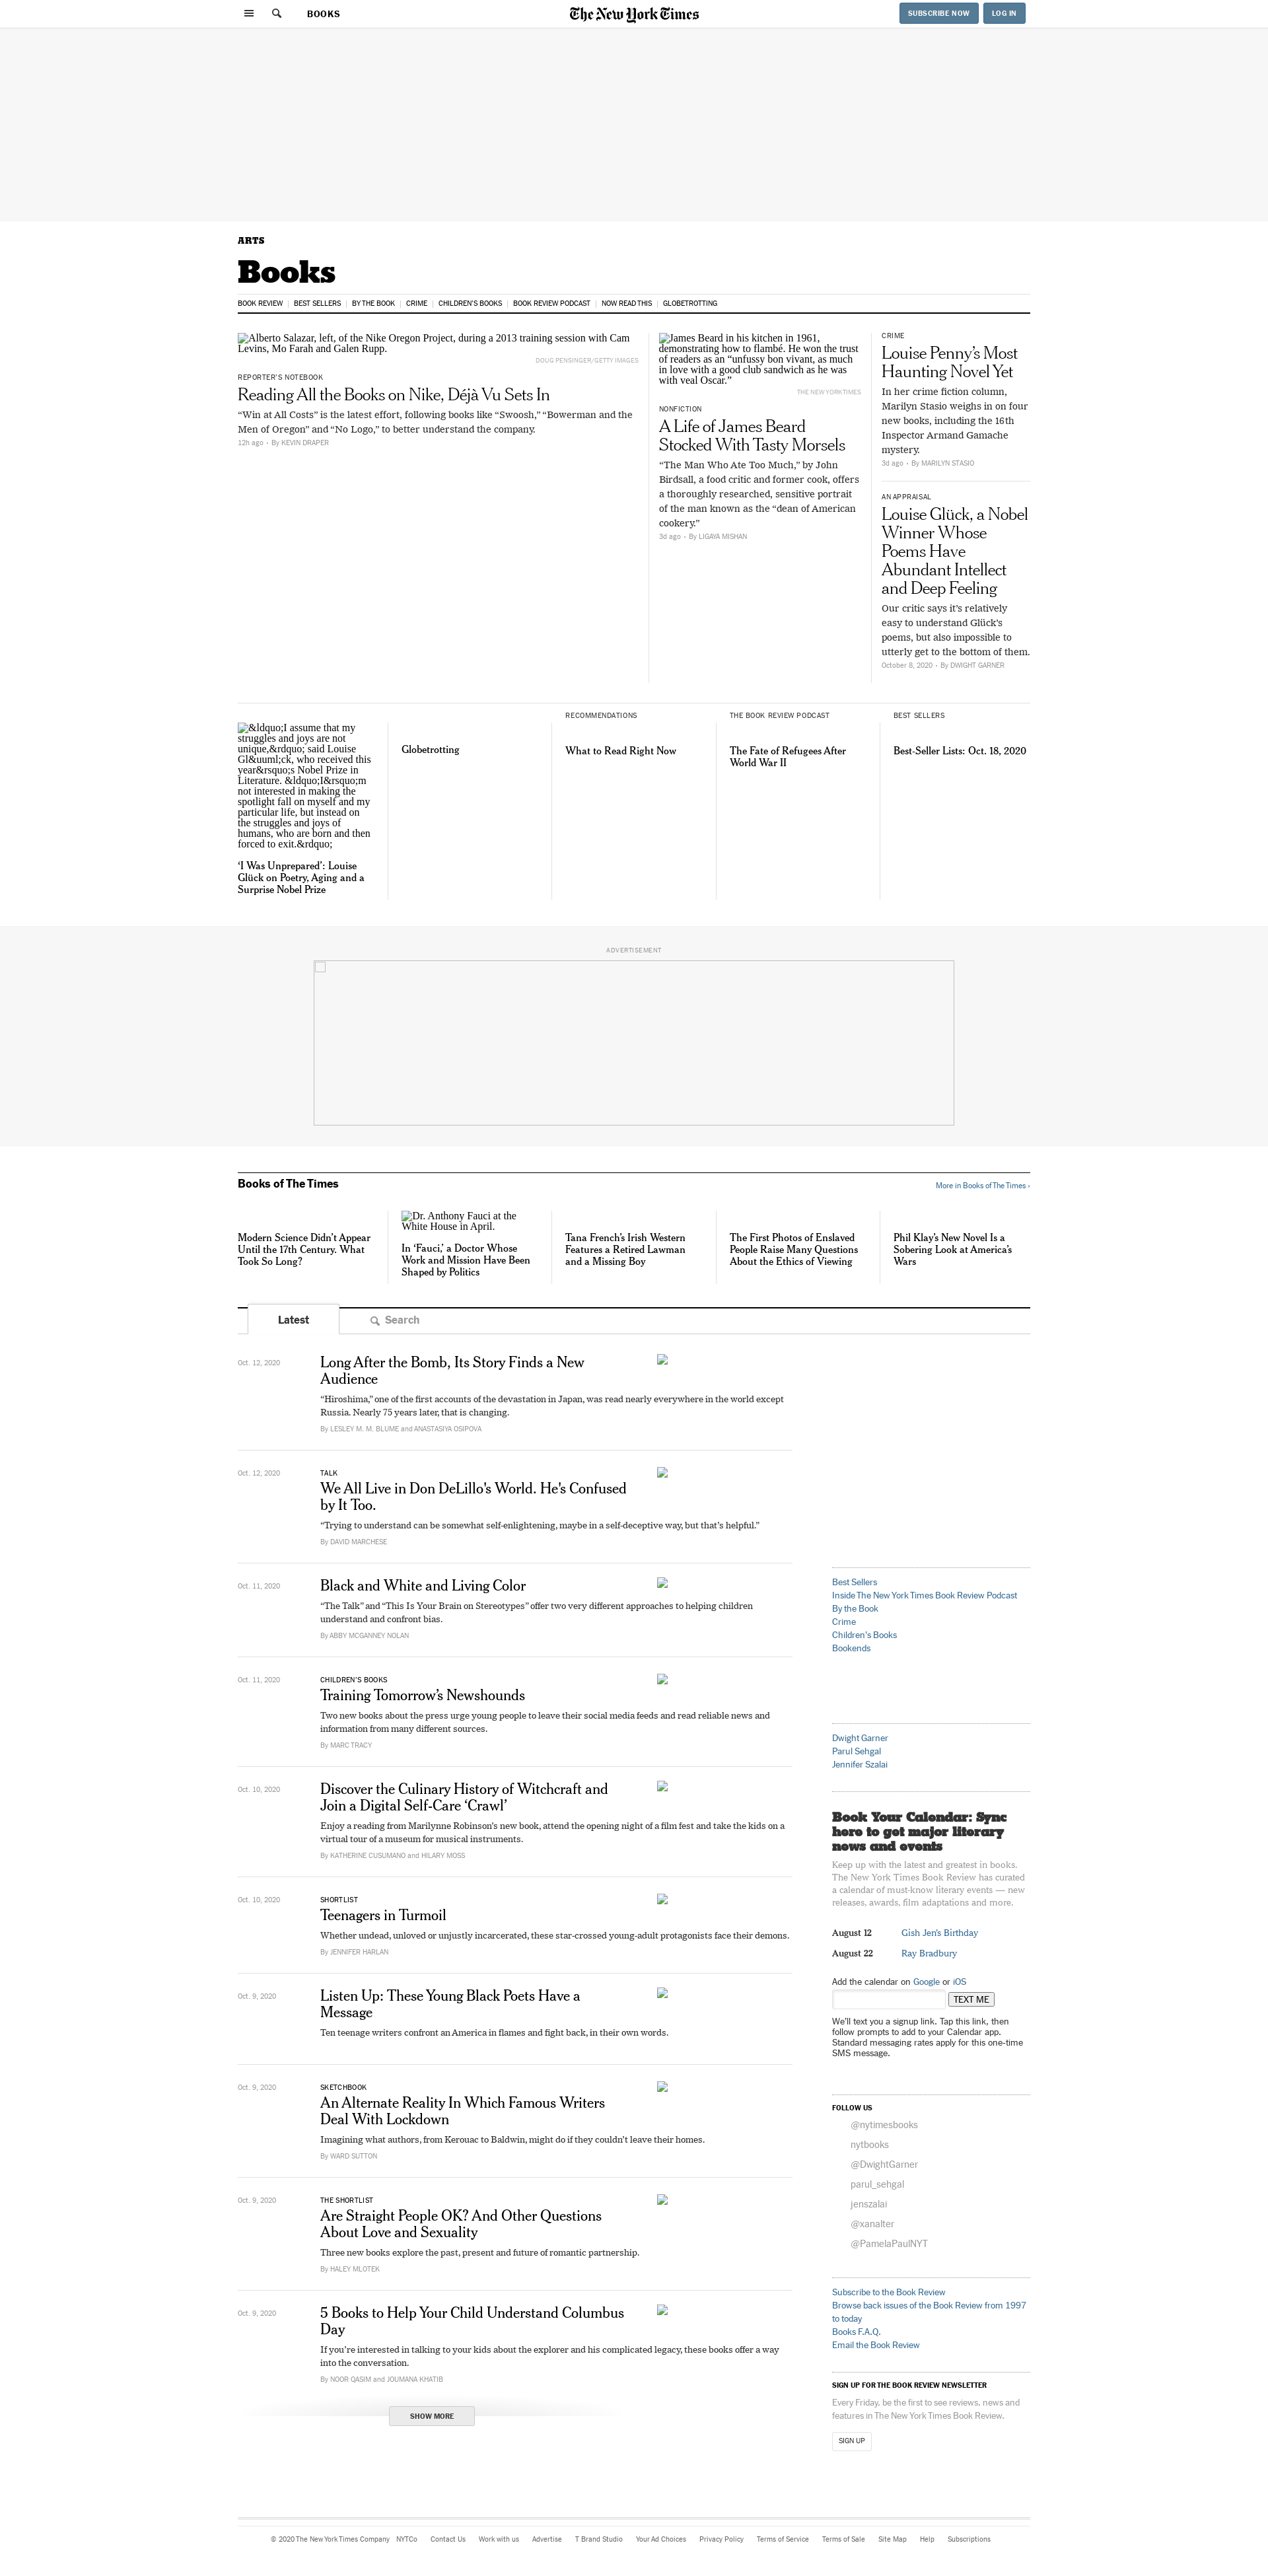 BOOKS
The New York Times
SUBSCRIBE NOW
LOG IN
ARTS
Books
BOOK REVIEW
BEST SELLERS
BY THE BOOK
CRIME
CHILDREN'S BOOKS
BOOK REVIEW PODCAST
NOW READ THIS
GLOBETROTTING
Alberto Salazar, left, of the Nike Oregon Project, during a 2013 training session with Cam
Levins, Mo Farah and Galen Rupp.
DOUG PENSINGER/GETTY IMAGES
REPORTER'S NOTEBOOK
Reading All the Books on Nike, Déjà Vu Sets In
“Win at All Costs” is the latest effort, following books like “Swoosh,” “Bowerman and the
Men of Oregon” and “No Logo,” to better understand the company.
12h ago • By KEVIN DRAPER
James Beard in his kitchen in 1961,
demonstrating how to flambé. He won the trust
of readers as an “unfussy bon vivant, as much
in love with a good club sandwich as he was
with veal Oscar.”
THE NEW YORK TIMES
NONFICTION
A Life of James Beard
Stocked With Tasty Morsels
“The Man Who Ate Too Much,” by John
Birdsall, a food critic and former cook, offers
a thoroughly researched, sensitive portrait
of the man known as the “dean of American
cookery.”
3d ago • By LIGAYA MISHAN
CRIME
Louise Penny’s Most
Haunting Novel Yet
In her crime fiction column,
Marilyn Stasio weighs in on four
new books, including the 16th
Inspector Armand Gamache
mystery.
3d ago • By MARILYN STASIO
AN APPRAISAL
Louise Glück, a Nobel
Winner Whose
Poems Have
Abundant Intellect
and Deep Feeling
Our critic says it’s relatively
easy to understand Glück’s
poems, but also impossible to
utterly get to the bottom of them.
October 8, 2020 • By DWIGHT GARNER
&ldquo;I assume that my
struggles and joys are not
unique,&rdquo; said Louise
Gl&uuml;ck, who received this
year&rsquo;s Nobel Prize in
Literature. &ldquo;I&rsquo;m
not interested in making the
spotlight fall on myself and my
particular life, but instead on
the struggles and joys of
humans, who are born and then
forced to exit.&rdquo;
‘I Was Unprepared’: Louise
Glück on Poetry, Aging and a
Surprise Nobel Prize
Globetrotting
RECOMMENDATIONS
What to Read Right Now
THE BOOK REVIEW PODCAST
The Fate of Refugees After
World War II
BEST SELLERS
Best-Seller Lists: Oct. 18, 2020
ADVERTISEMENT
Books of The Times
More in Books of The Times ›
Modern Science Didn’t Appear
Until the 17th Century. What
Took So Long?
Dr. Anthony Fauci at the
White House in April.
In ‘Fauci,’ a Doctor Whose
Work and Mission Have Been
Shaped by Politics
Tana French’s Irish Western
Features a Retired Lawman
and a Missing Boy
The First Photos of Enslaved
People Raise Many Questions
About the Ethics of Viewing
Phil Klay’s New Novel Is a
Sobering Look at America’s
Wars
Latest
Search
Oct. 12, 2020
Long After the Bomb, Its Story Finds a New
Audience
“Hiroshima,” one of the first accounts of the devastation in Japan, was read nearly everywhere in the world except
Russia. Nearly 75 years later, that is changing.
By LESLEY M. M. BLUME and ANASTASIYA OSIPOVA
Oct. 12, 2020
TALK
We All Live in Don DeLillo's World. He's Confused
by It Too.
“Trying to understand can be somewhat self-enlightening, maybe in a self-deceptive way, but that’s helpful.”
By DAVID MARCHESE
Oct. 11, 2020
Black and White and Living Color
“The Talk” and “This Is Your Brain on Stereotypes” offer two very different approaches to helping children
understand and confront bias.
By ABBY MCGANNEY NOLAN
Oct. 11, 2020
CHILDREN'S BOOKS
Training Tomorrow’s Newshounds
Two new books about the press urge young people to leave their social media feeds and read reliable news and
information from many different sources.
By MARC TRACY
Oct. 10, 2020
Discover the Culinary History of Witchcraft and
Join a Digital Self-Care ‘Crawl’
Enjoy a reading from Marilynne Robinson’s new book, attend the opening night of a film fest and take the kids on a
virtual tour of a museum for musical instruments.
By KATHERINE CUSUMANO and HILARY MOSS
Oct. 10, 2020
SHORTLIST
Teenagers in Turmoil
Whether undead, unloved or unjustly incarcerated, these star-crossed young-adult protagonists face their demons.
By JENNIFER HARLAN
Oct. 9, 2020
Listen Up: These Young Black Poets Have a
Message
Ten teenage writers confront an America in flames and fight back, in their own words.
Oct. 9, 2020
SKETCHBOOK
An Alternate Reality In Which Famous Writers
Deal With Lockdown
Imagining what authors, from Kerouac to Baldwin, might do if they couldn’t leave their homes.
By WARD SUTTON
Oct. 9, 2020
THE SHORTLIST
Are Straight People OK? And Other Questions
About Love and Sexuality
Three new books explore the past, present and future of romantic partnership.
By HALEY MLOTEK
Oct. 9, 2020
5 Books to Help Your Child Understand Columbus
Day
If you’re interested in talking to your kids about the explorer and his complicated legacy, these books offer a way
into the conversation.
By NOOR QASIM and JOUMANA KHATIB
SHOW MORE
Best Sellers
Inside The New York Times Book Review Podcast
By the Book
Crime
Children's Books
Bookends
Dwight Garner
Parul Sehgal
Jennifer Szalai
Book Your Calendar: Sync
here to get major literary
news and events
Keep up with the latest and greatest in books.
The New York Times Book Review has curated
a calendar of must-know literary events — new
releases, awards, film adaptations and more.
August 12 Gish Jen's Birthday
August 22 Ray Bradbury
Add the calendar on Google or iOS
TEXT ME
We’ll text you a signup link. Tap this link, then
follow prompts to add to your Calendar app.
Standard messaging rates apply for this one-time
SMS message.
FOLLOW US
@nytimesbooks
nytbooks
@DwightGarner
parul_sehgal
jenszalai
@xanalter
@PamelaPaulNYT
Subscribe to the Book Review
Browse back issues of the Book Review from 1997
to today
Books F.A.Q.
Email the Book Review
SIGN UP FOR THE BOOK REVIEW NEWSLETTER
Every Friday, be the first to see reviews, news and
features in The New York Times Book Review.
SIGN UP
© 2020 The New York Times Company NYTCo Contact Us Work with us Advertise T Brand Studio Your Ad Choices Privacy Policy Terms of Service Terms of Sale Site Map Help Subscriptions